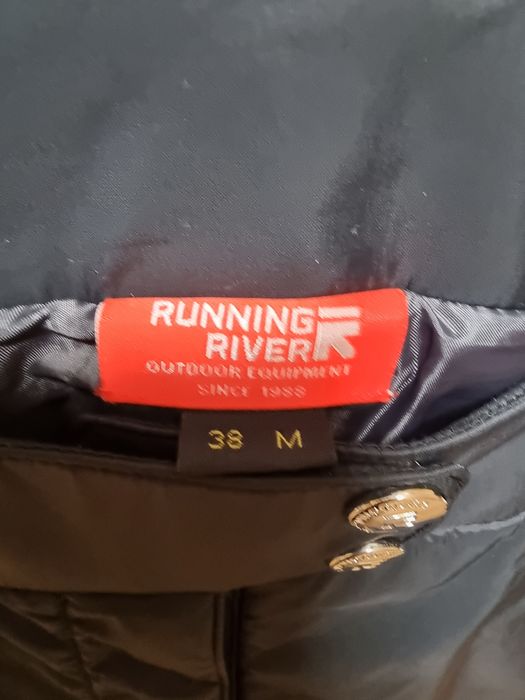 RUNNING
RIVER
OUTDOOR EQUIPMENT
SINCE 1988
38 M